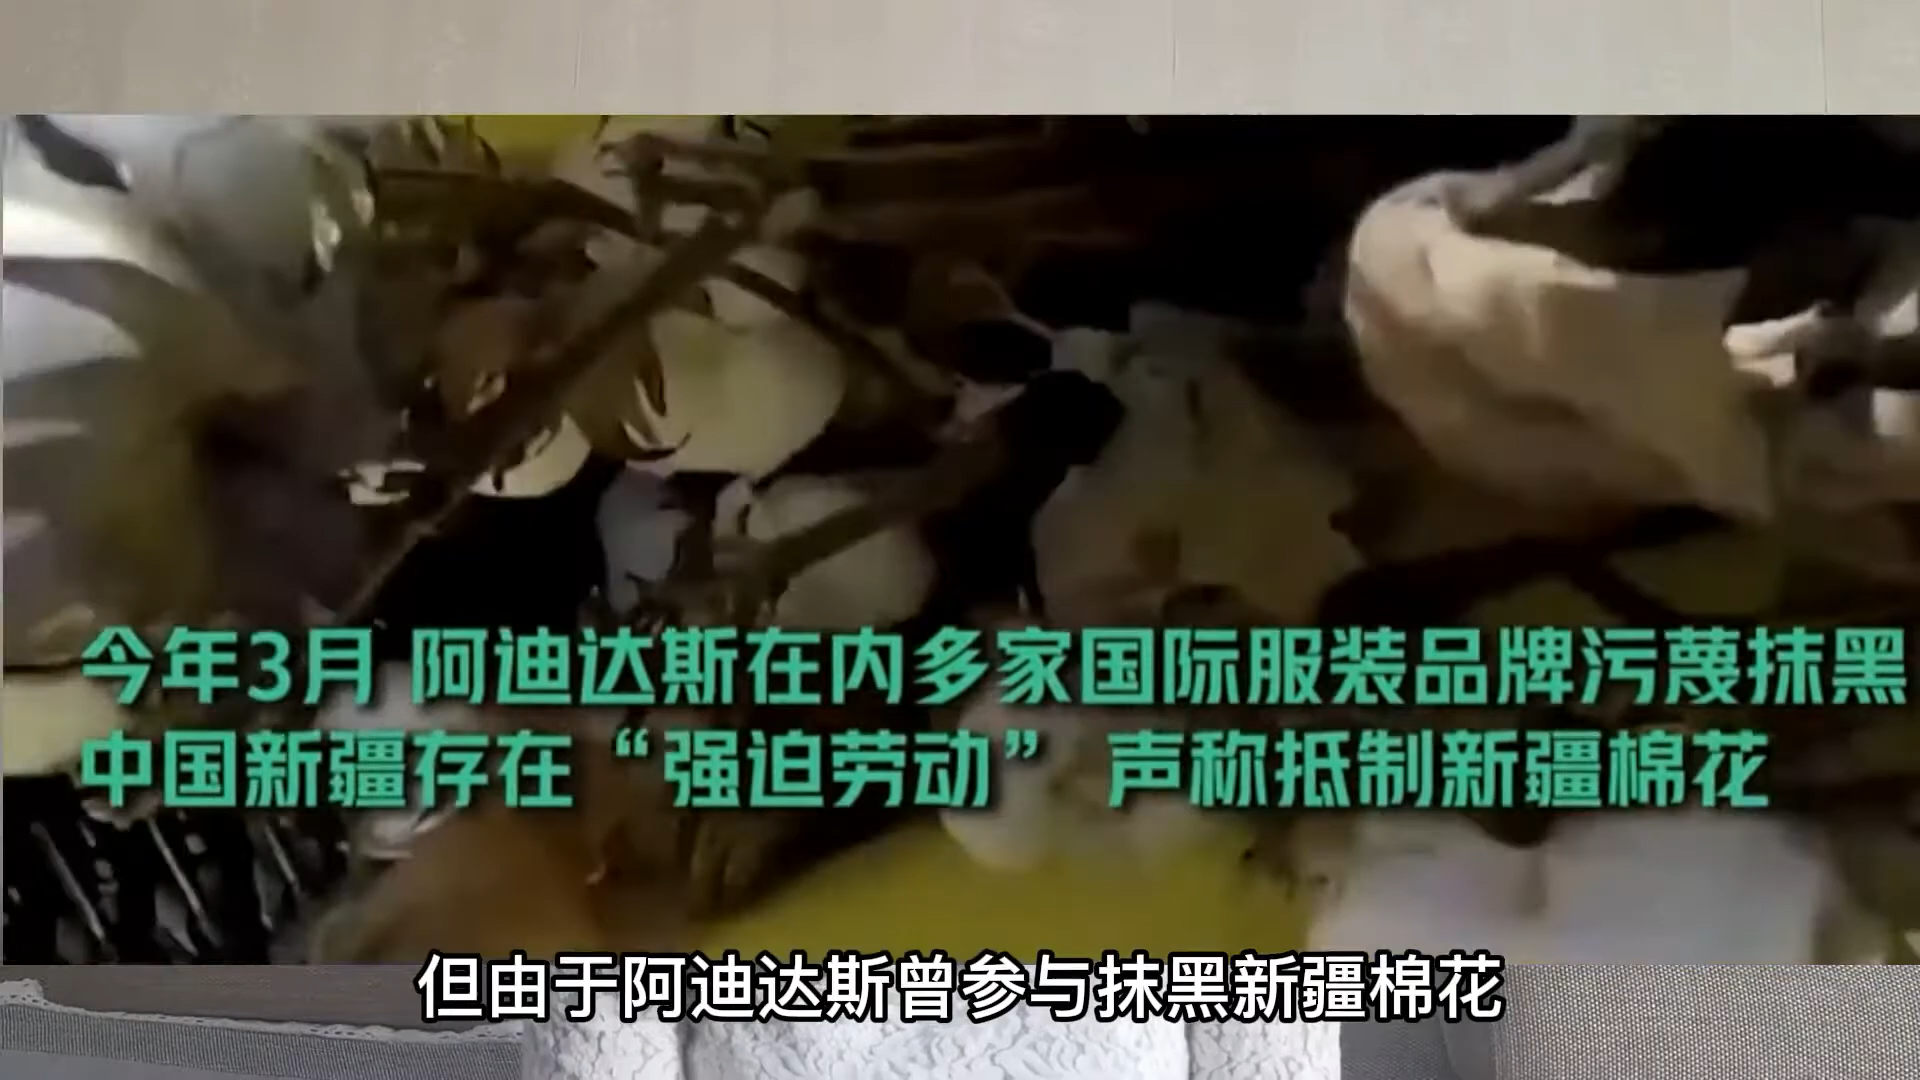 今年3月 阿迪达斯在内多家国际服装品牌污蔑抹黑
中国新疆存在“强迫劳动” 声称抵制新疆棉花
但由于阿迪达斯曾参与抹黑新疆棉花